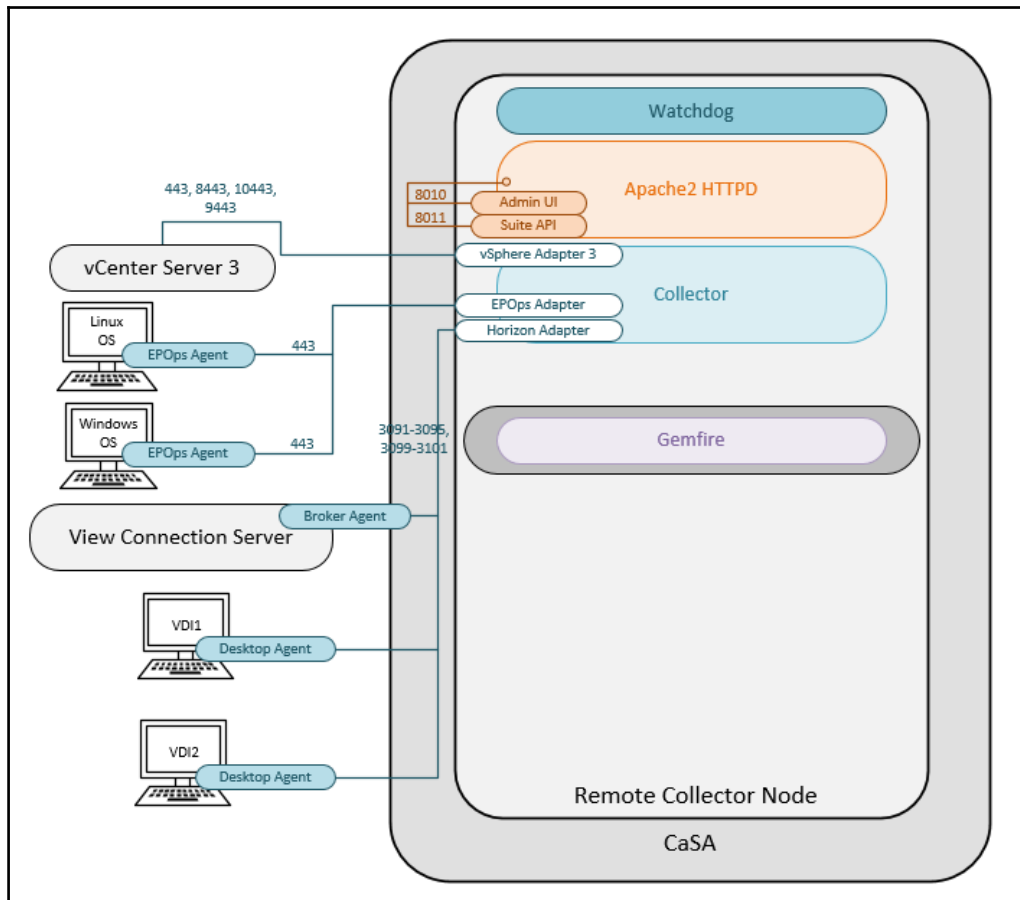 Watchdog
Apache2 HTTPD
8010
Admin UI
8011
Suite API
443, 8443, 10443,
9443
vSphere Adapter 3
vCenter Server 3
Collector
EPOps Adapter
Horizon Adapter
Linux
OS
EPOps Agent
443
Windows
OS
EPOps Agent
443
3091-3095,
3099-3101
Gemfire
Broker Agent
View Connection Server
VDI1
Desktop Agent
VDI2
Desktop Agent
Remote Collector Node
CaSA